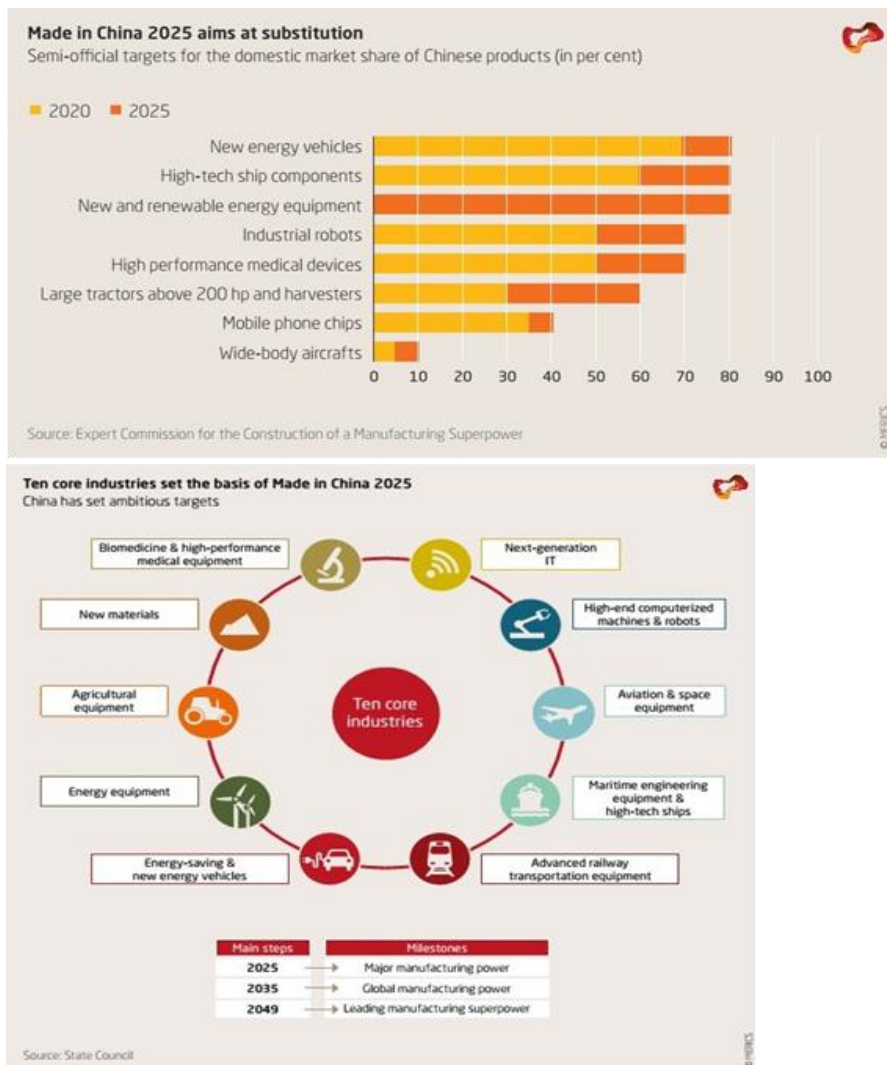 Made in China 2025 aims at substitution
Semi-official targets for the domestic market share of Chinese products (in per cent)
2020 2025
New energy vehicles
High-tech ship components
New and renewable energy equipment
Industrial robots
High performance medical devices
Large tractors above 200 hp and harvesters
Mobile phone chips
Wide-body aircrafts
0 10 20 30 40 50 60 70 80 90 100
Source: Expert Commission for the Construction of a Manufacturing Superpower
© MERICS
Ten core industries set the basis of Made in China 2025
China has set ambitious targets
Biomedicine & high-performance
medical equipment
Next-generation
IT
New materials
High-end computerized
machines & robots
Agricultural
equipment
Ten core
industries
Aviation & space
equipment
Energy equipment
Maritime engineering
equipment &
high-tech ships
Energy-saving &
new energy vehicles
Advanced railway
transportation equipment
Main steps Milestones
2025 Major manufacturing power
2035 Global manufacturing power
2049 Leading manufacturing superpower
Source: State Council
MERICS